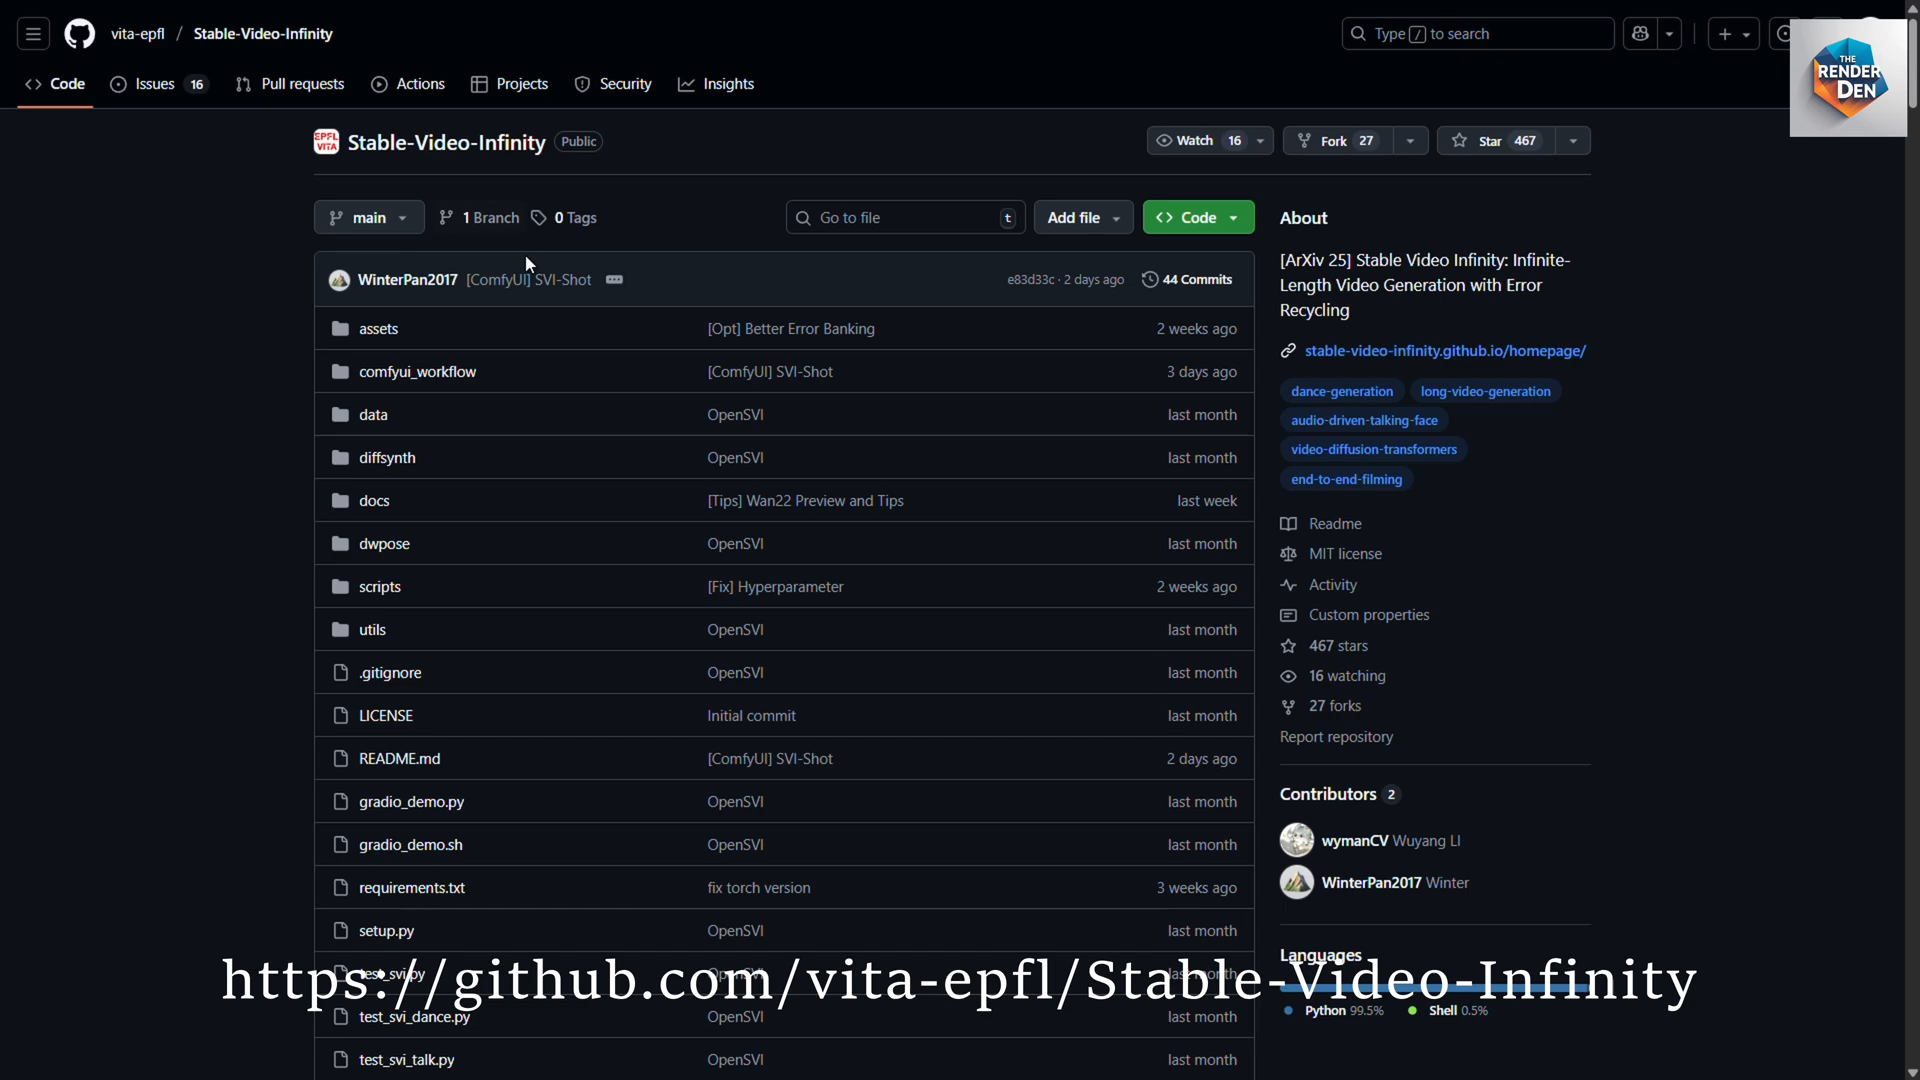 vita-epfl / Stable-Video-Infinity
Type / to search
THE
RENDER
DEN
Code
Issues 16
Pull requests
Actions
Projects
Security
Insights
EPFL
VITA
Stable-Video-Infinity Public
Watch 16
Fork 27
Star 467
main
1 Branch
0 Tags
Go to file t
Add file
Code
WinterPan2017 [ComfyUI] SVI-Shot
e83d33c · 2 days ago
44 Commits
assets [Opt] Better Error Banking 2 weeks ago
comfyui_workflow [ComfyUI] SVI-Shot 3 days ago
data OpenSVI last month
diffsynth OpenSVI last month
docs [Tips] Wan22 Preview and Tips last week
dwpose OpenSVI last month
scripts [Fix] Hyperparameter 2 weeks ago
utils OpenSVI last month
.gitignore OpenSVI last month
LICENSE Initial commit last month
README.md [ComfyUI] SVI-Shot 2 days ago
gradio_demo.py OpenSVI last month
gradio_demo.sh OpenSVI last month
requirements.txt fix torch version 3 weeks ago
setup.py OpenSVI last month
test_svi.py OpenSVI last month
test_svi_dance.py OpenSVI last month
test_svi_talk.py OpenSVI last month
About
[ArXiv 25] Stable Video Infinity: Infinite-
Length Video Generation with Error
Recycling
stable-video-infinity.github.io/homepage/
dance-generation long-video-generation
audio-driven-talking-face
video-diffusion-transformers
end-to-end-filming
Readme
MIT license
Activity
Custom properties
467 stars
16 watching
27 forks
Report repository
Contributors 2
wymanCV Wuyang LI
WinterPan2017 Winter
Languages
Python 99.5% Shell 0.5%
https://github.com/vita-epfl/Stable-Video-Infinity